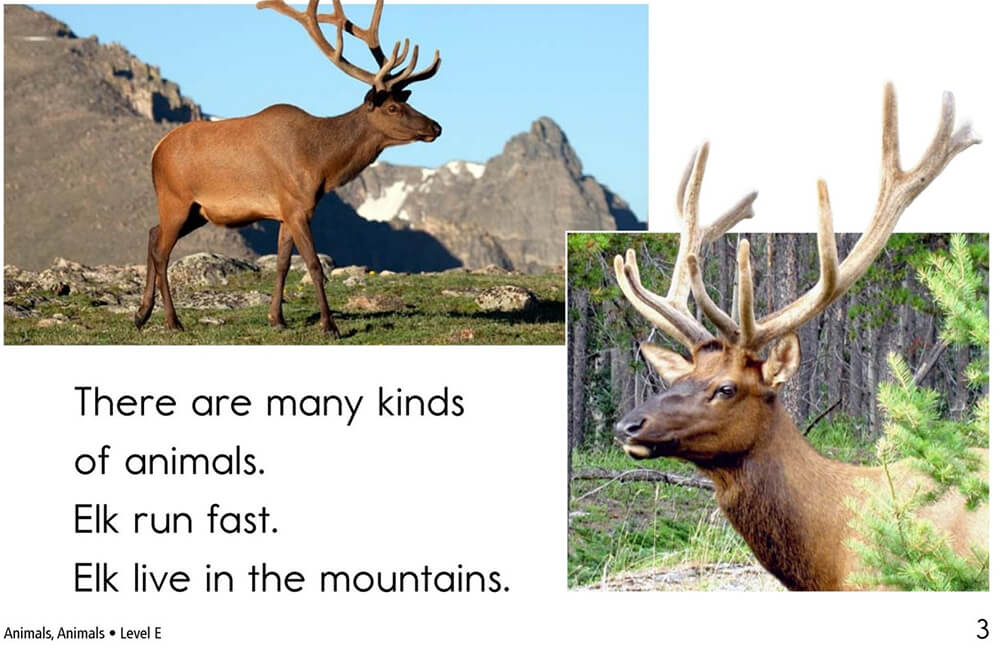 There are many kinds
of animals.
Elk run fast.
Elk live in the mountains.
Animals, Animals • Level E
3